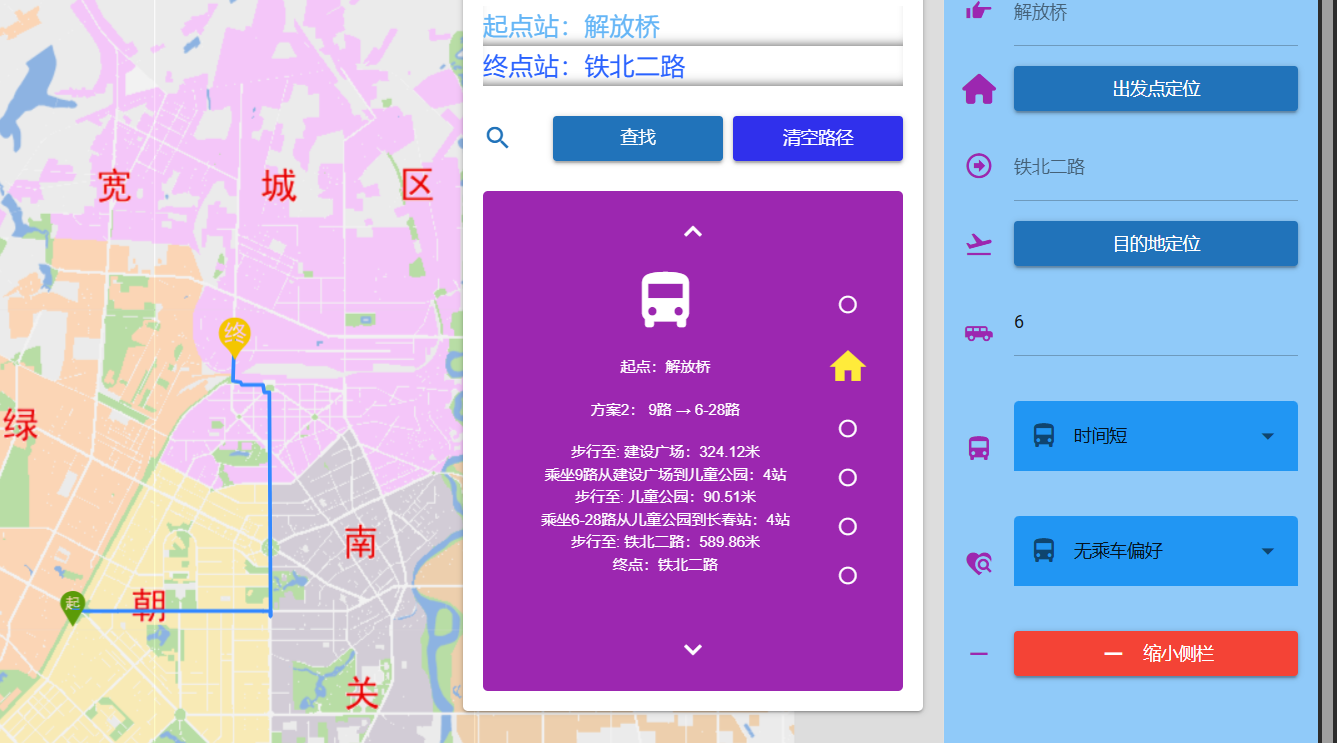 宽 城 区
终
绿
南
起
朝
关
起点站：解放桥
终点站：铁北二路
查找
清空路径
起点：解放桥
方案2： 9路 → 6-28路
步行至: 建设广场：324.12米
乘坐9路从建设广场到儿童公园：4站
步行至: 儿童公园：90.51米
乘坐6-28路从儿童公园到长春站：4站
步行至: 铁北二路：589.86米
终点：铁北二路
解放桥
出发点定位
铁北二路
目的地定位
6
时间短
无乘车偏好
缩小侧栏